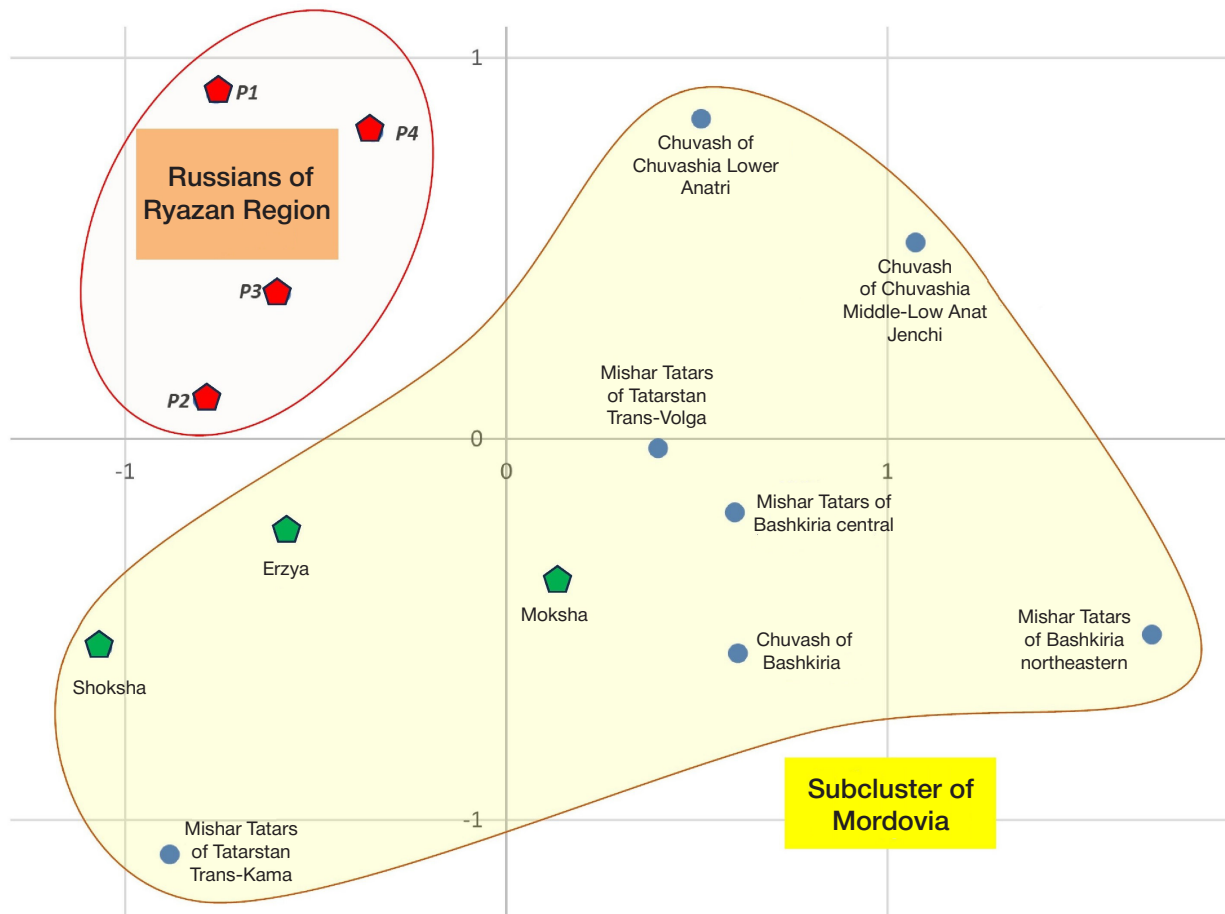 1
P1
P4
Russians of
Ryazan Region
Chuvash of
Chuvashia Lower
Anatri
P3
Chuvash
of Chuvashia
Middle-Low Anat
Jenchi
P2
Mishar Tatars
of Tatarstan
Trans-Volga
0
-1
0
1
Mishar Tatars of
Bashkiria central
Erzya
Moksha
Chuvash of
Bashkiria
Mishar Tatars
of Bashkiria
northeastern
Shoksha
Subcluster of
Mordovia
-1
Mishar Tatars
of Tatarstan
Trans-Kama